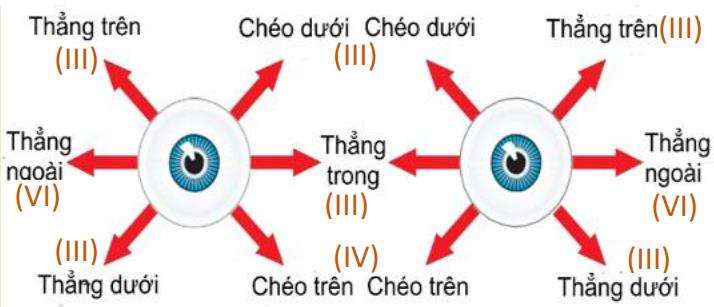 Thẳng trên
(III)
Chéo dưới
(III)
Chéo dưới
Thẳng trên(III)
Thẳng
ngoài
(VI)
Thẳng
trong
(III)
Thẳng
ngoài
(VI)
(III)
Thẳng dưới
(IV)
Chéo trên
Chéo trên
(III)
Thẳng dưới